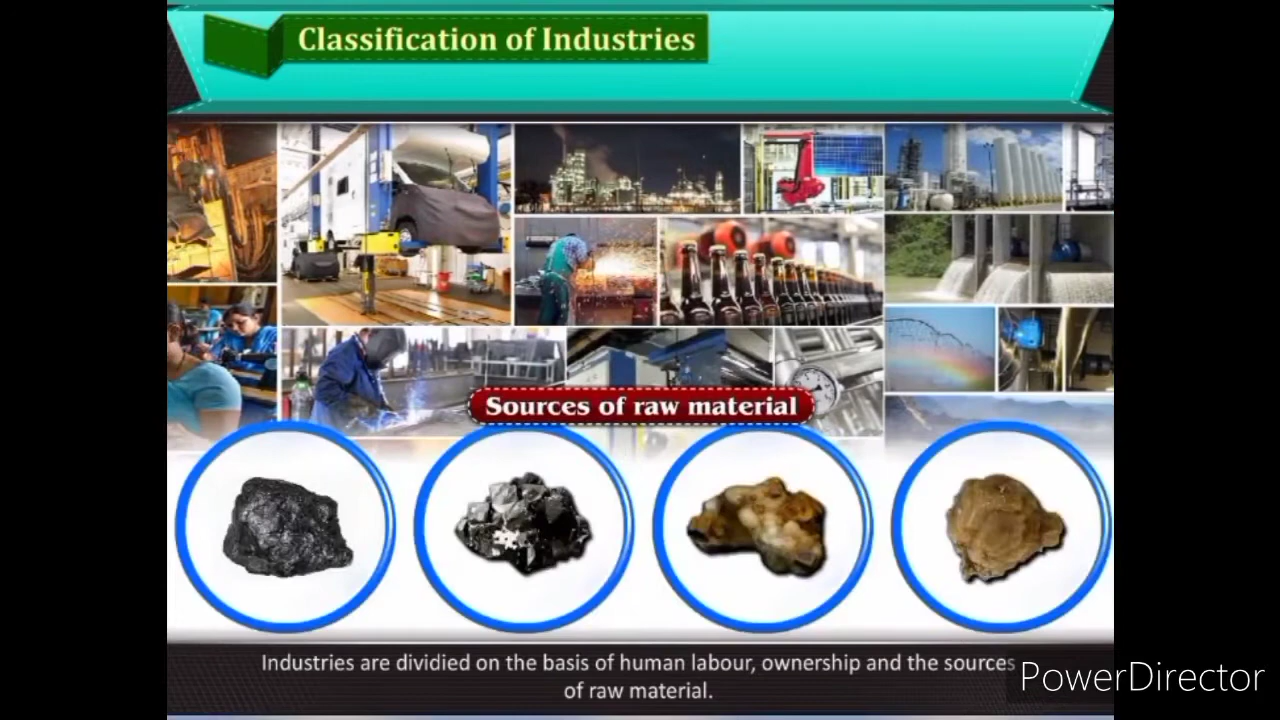 Classification of Industries
Sources of raw material
Industries are dividied on the basis of human labour, ownership and the sources
of raw material.
PowerDirector